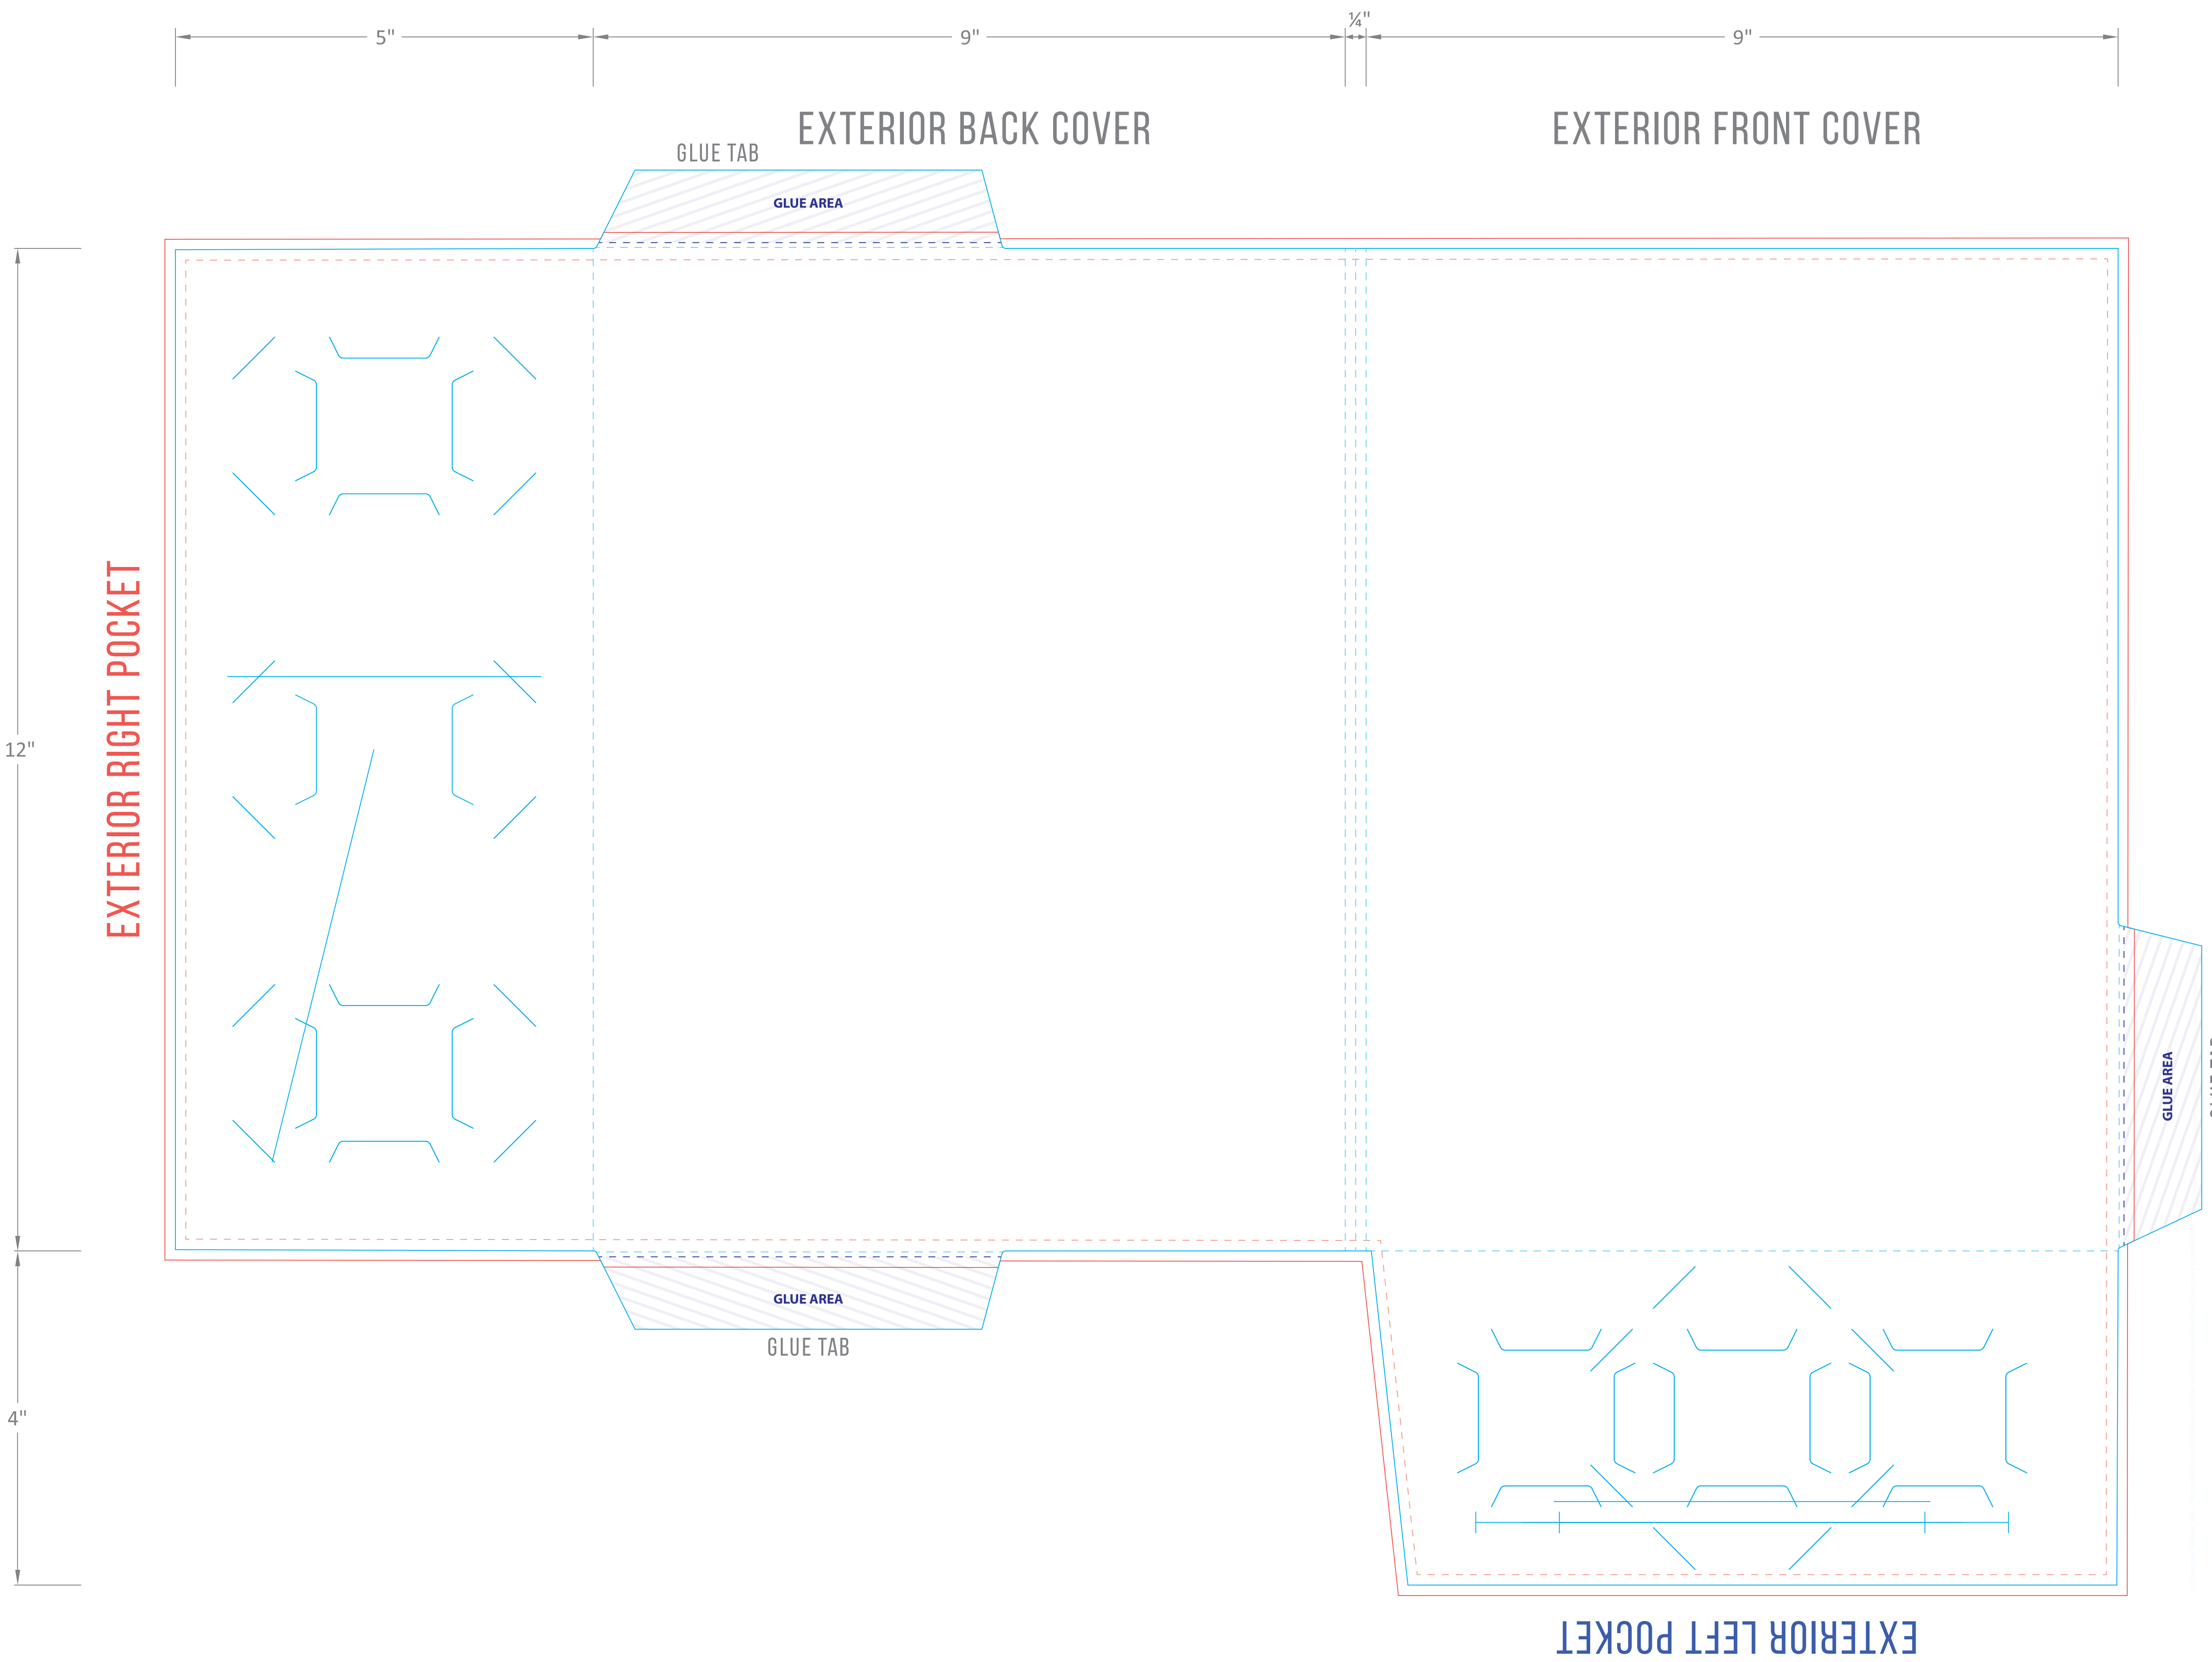 ¼"
5"
9"
9"
EXTERIOR BACK COVER
EXTERIOR FRONT COVER
GLUE TAB
GLUE AREA
EXTERIOR RIGHT POCKET
12"
GLUE AREA
GLUE AREA
GLUE TAB
4"
EXTERIOR LEFT POCKET